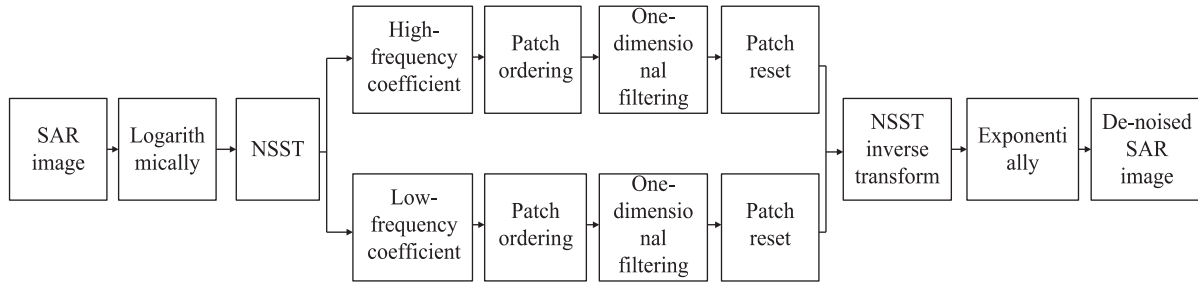 SAR
image
Logarith
mically
NSST
High-
frequency
coefficient
Patch
ordering
One-
dimension
nal
filtering
Patch
reset
Low-
frequency
coefficient
Patch
ordering
One-
dimensio
nal
filtering
Patch
reset
NSST
inverse
transform
Exponenti
ally
De-noised
SAR
image